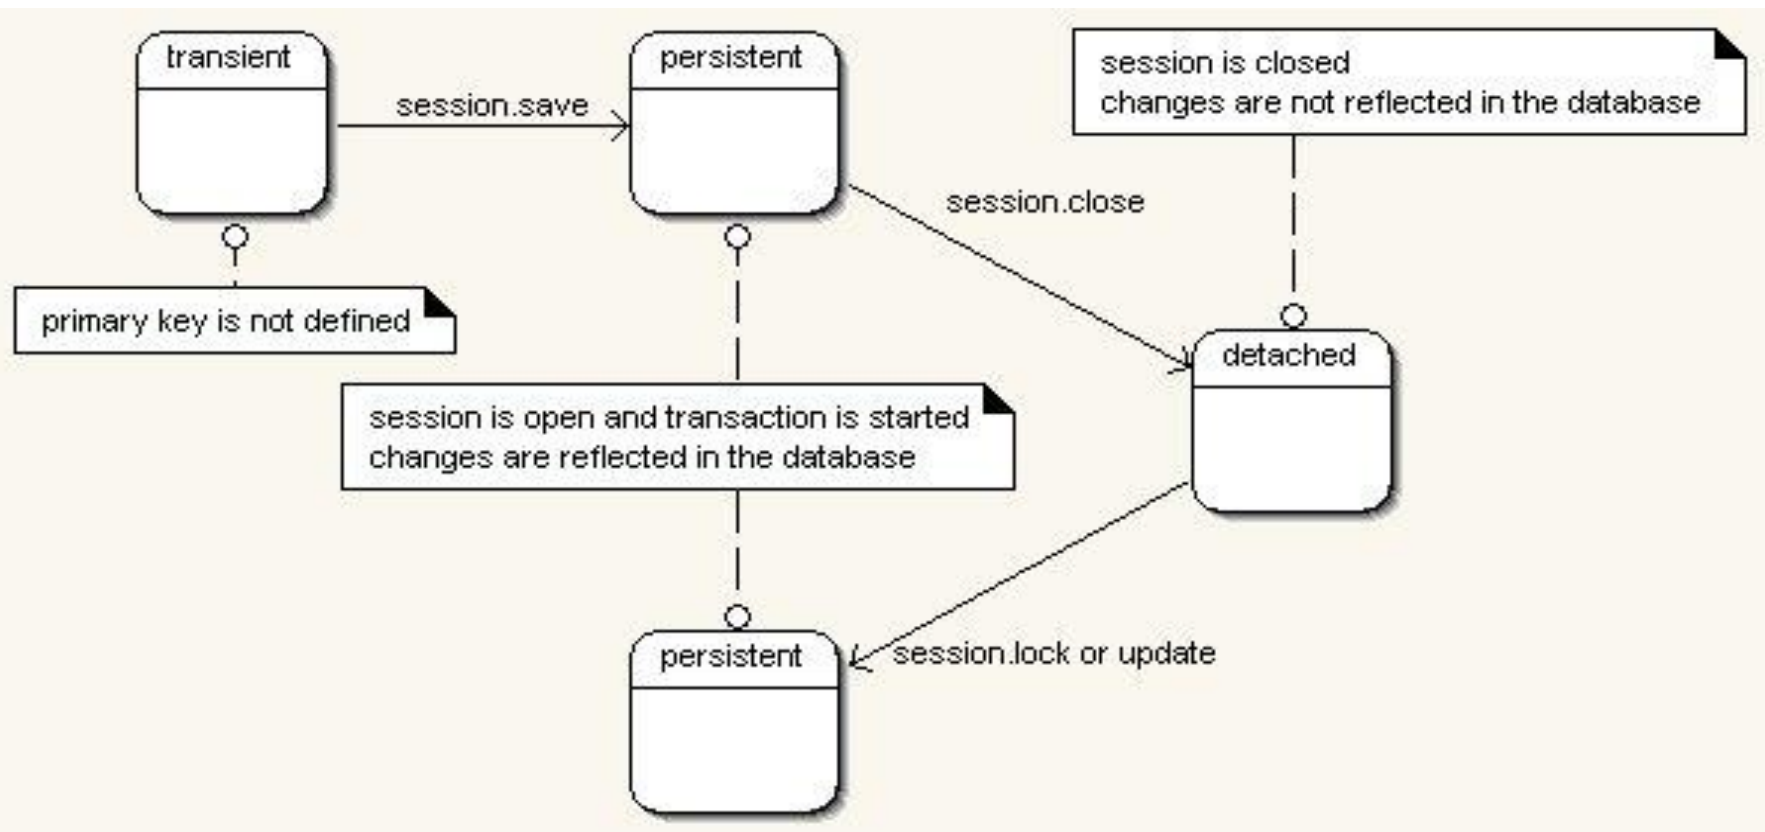 transient
session.save
persistent
session is closed
changes are not reflected in the database
session.close
primary key is not defined
detached
session is open and transaction is started
changes are reflected in the database
persistent
session.lock or update